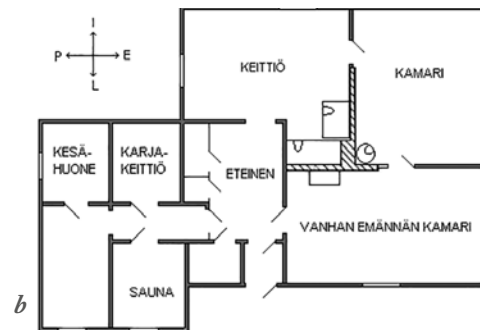 I
P E
L
KEITTIÖ
KAMARI
KESÄ-
HUONE
KARJA-
KEITTIÖ
ETEINEN
VANHAN EMÄNNÄN KAMARI
SAUNA
b